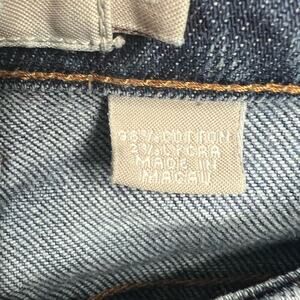 98% COTTON
2% LYCRA
MADE IN
MACAU